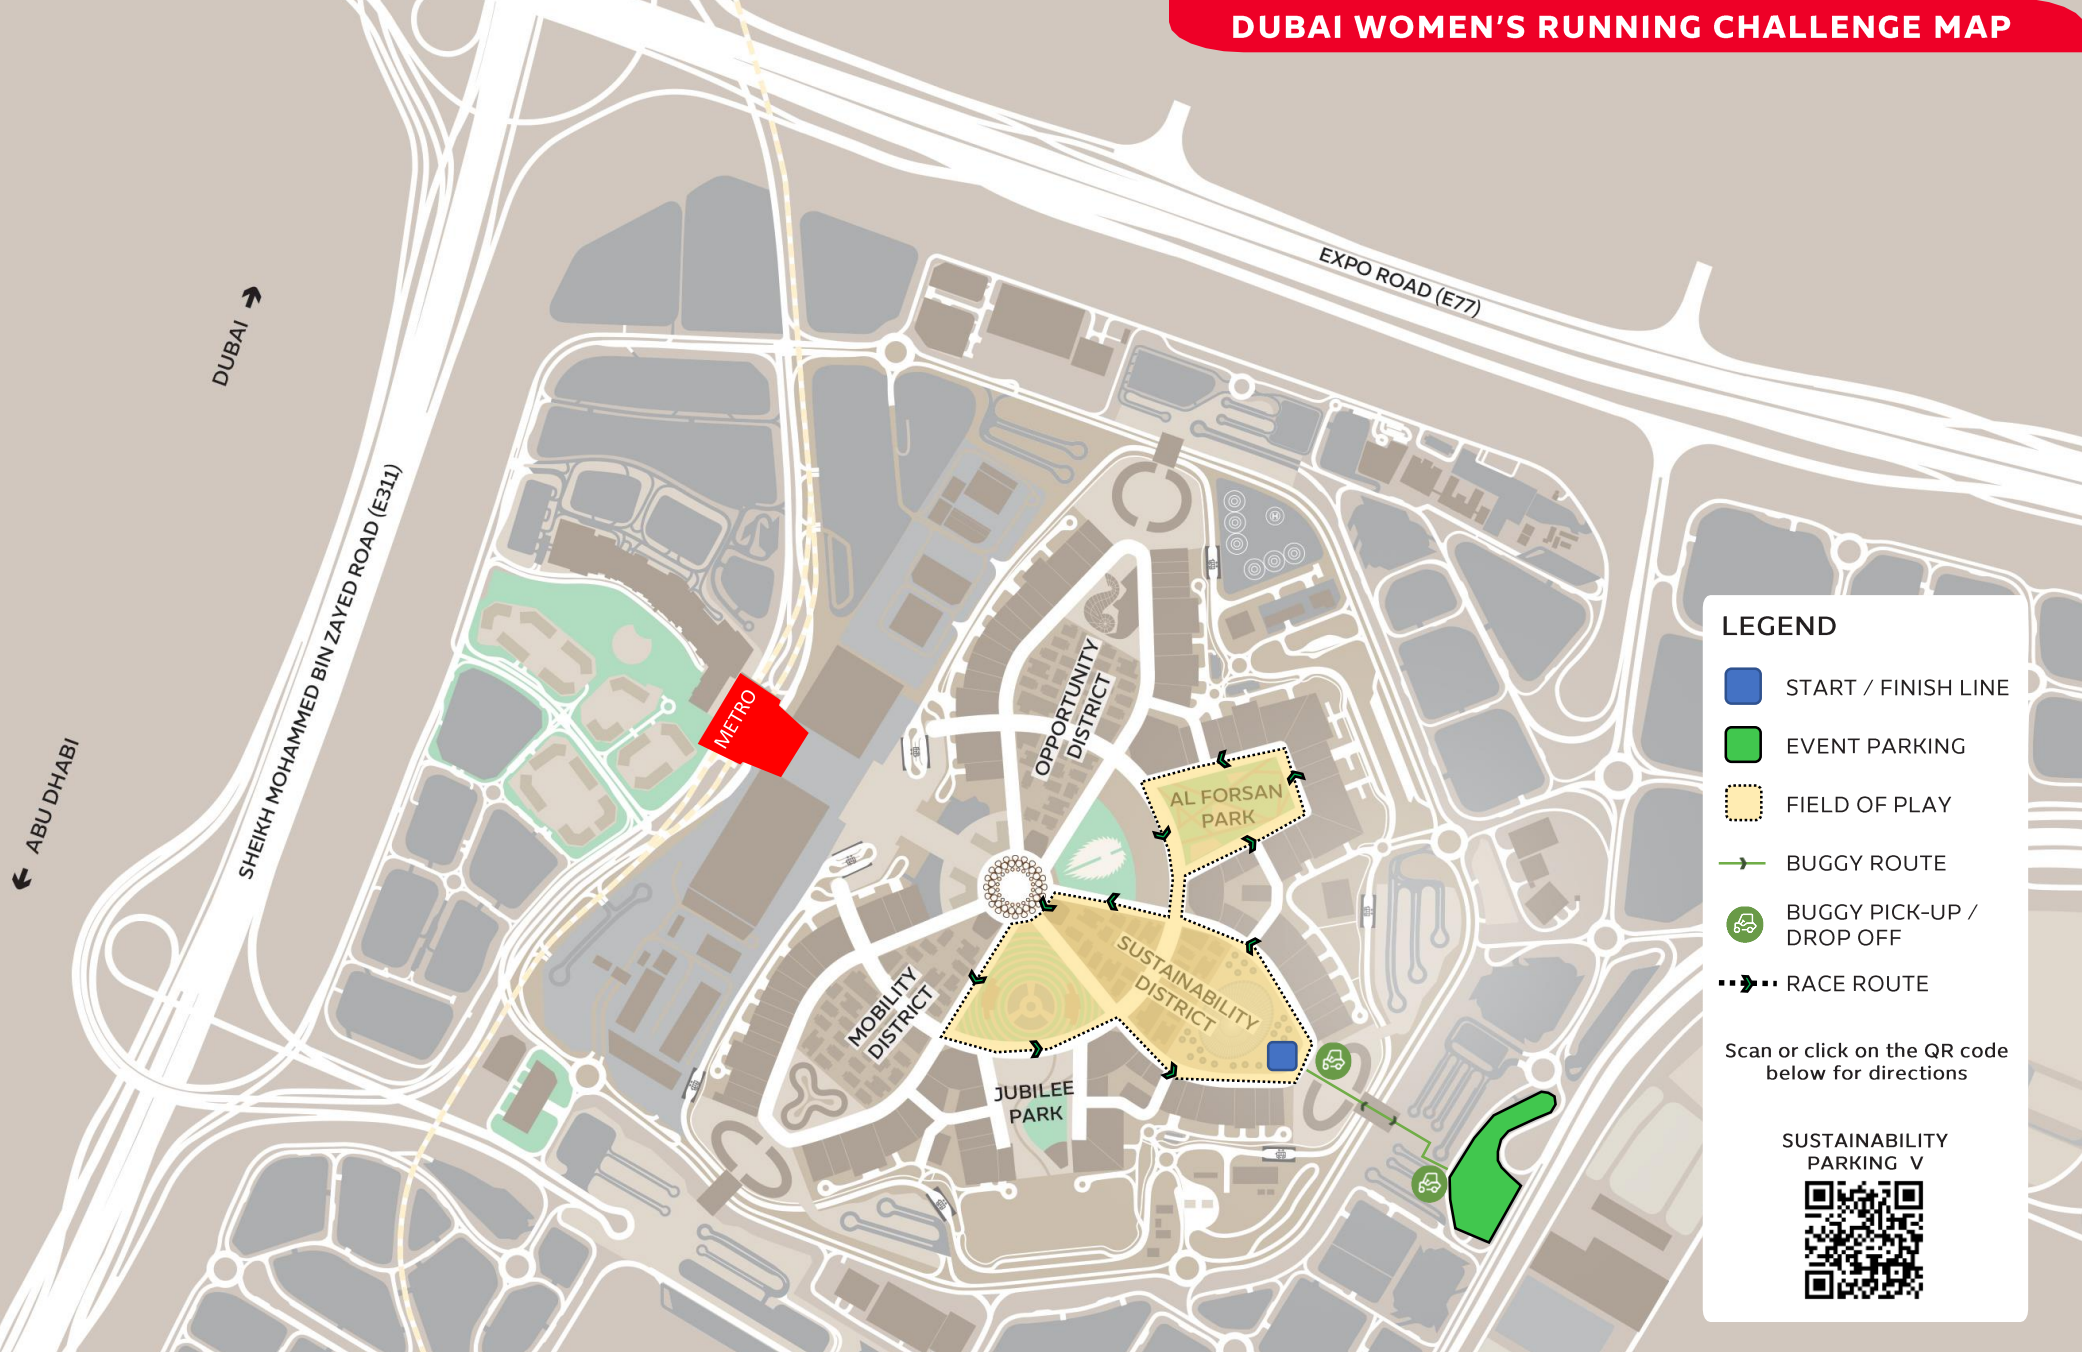 DUBAI WOMEN'S RUNNING CHALLENGE MAP
EXPO ROAD (E77)
DUBAI
SHEIKH MOHAMMED BIN ZAYED ROAD (E311)
ABU DHABI
METRO
OPPORTUNITY
DISTRICT
AL FORSAN
PARK
SUSTAINABILITY
DISTRICT
MOBILITY
DISTRICT
JUBILEE
PARK
H
LEGEND
START / FINISH LINE
EVENT PARKING
FIELD OF PLAY
BUGGY ROUTE
BUGGY PICK-UP /
DROP OFF
RACE ROUTE
Scan or click on the QR code
below for directions
SUSTAINABILITY
PARKING V